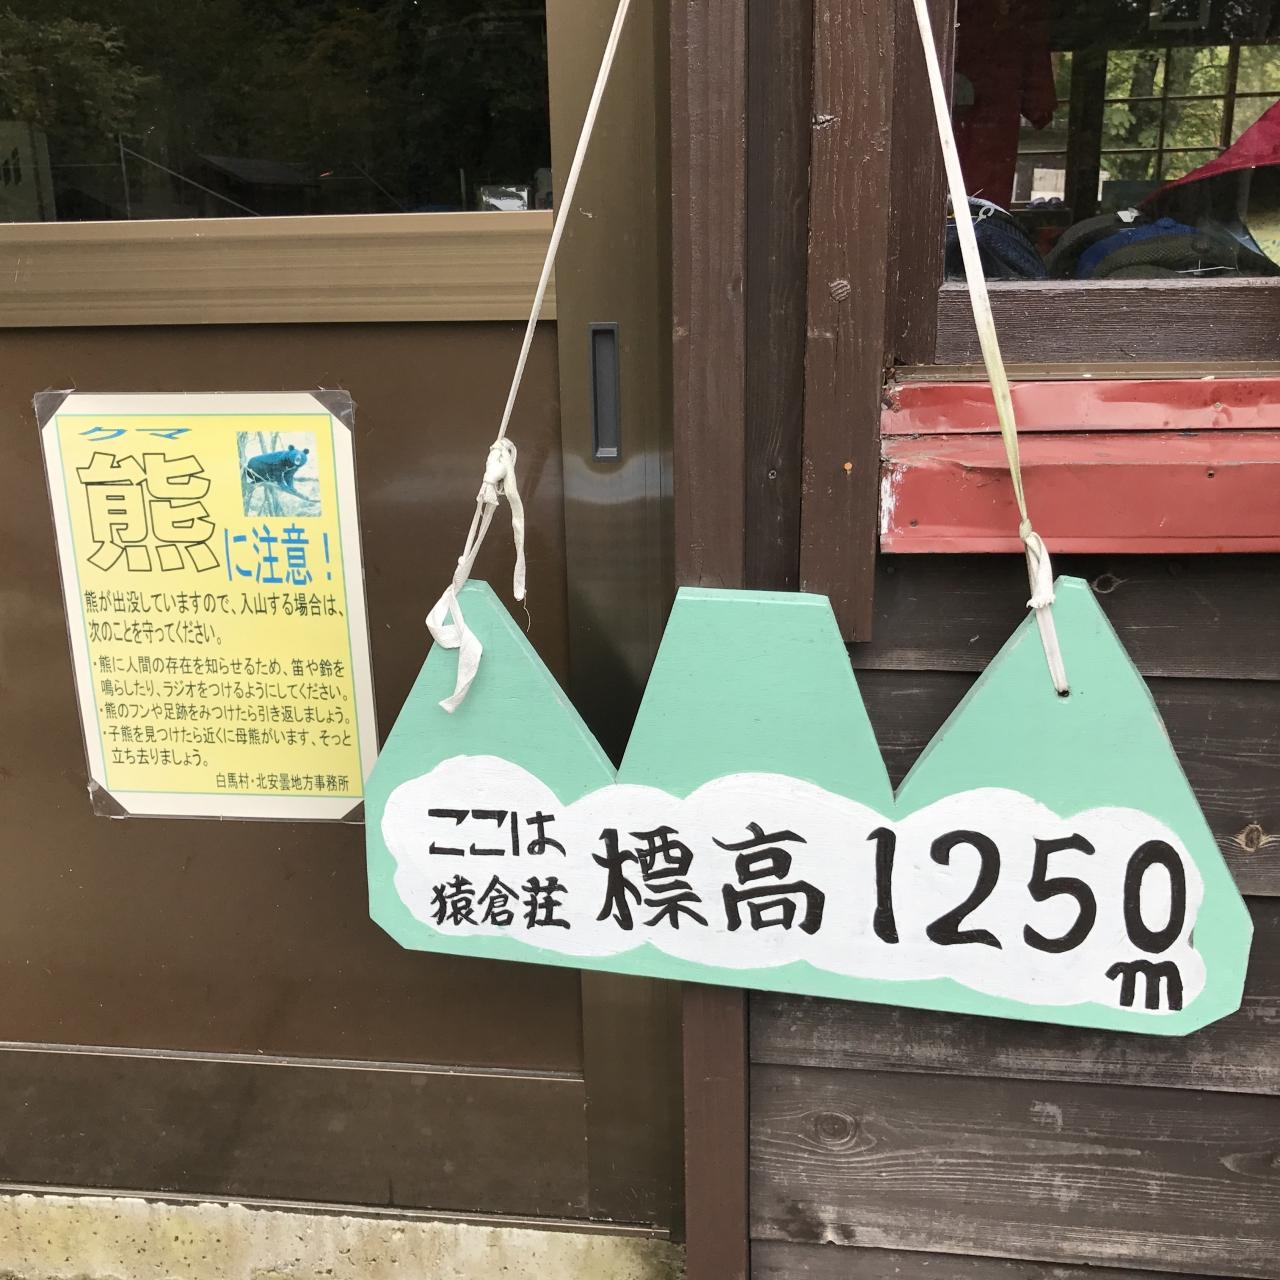 クマ
熊に注意！
熊が出没していますので、入山する場合は、
次のことを守ってください。
・熊に人間の存在を知らせるため、笛や鈴を
鳴らしたり、ラジオをつけるようにしてください。
・熊のフンや足跡をみつけたら引き返しましょう。
・子熊を見つけたら近くに母熊がいます、そっと
立ち去りましょう。
白馬村・北安曇地方事務所
ここは
猿倉荘
標高1250
m